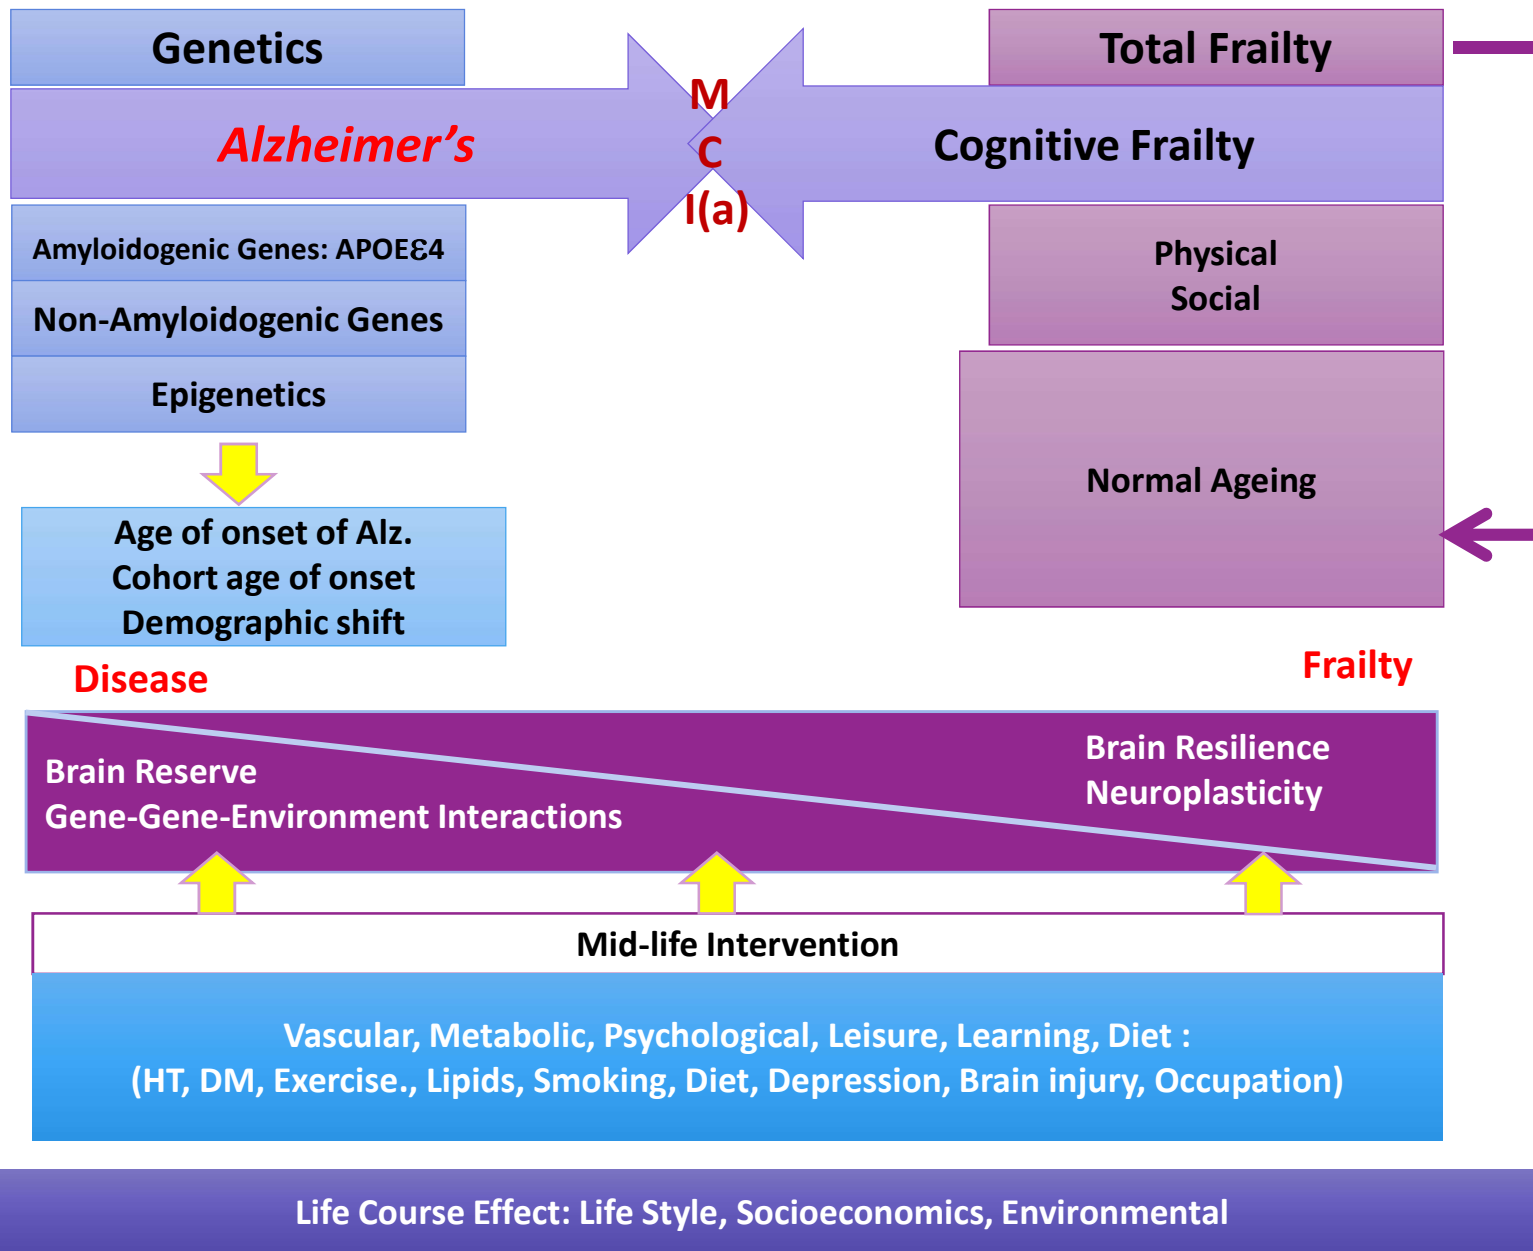 Genetics
Total Frailty
Alzheimer's
M
C
I(a)
Cognitive Frailty
Amyloidogenic Genes: APOEƐ4
Non-Amyloidogenic Genes
Epigenetics
Physical
Social
Normal Ageing
Age of onset of Alz.
Cohort age of onset
Demographic shift
Disease
Frailty
Brain Reserve
Gene-Gene-Environment Interactions
Brain Resilience
Neuroplasticity
Mid-life Intervention
Vascular, Metabolic, Psychological, Leisure, Learning, Diet :
(HT, DM, Exercise., Lipids, Smoking, Diet, Depression, Brain injury, Occupation)
Life Course Effect: Life Style, Socioeconomics, Environmental